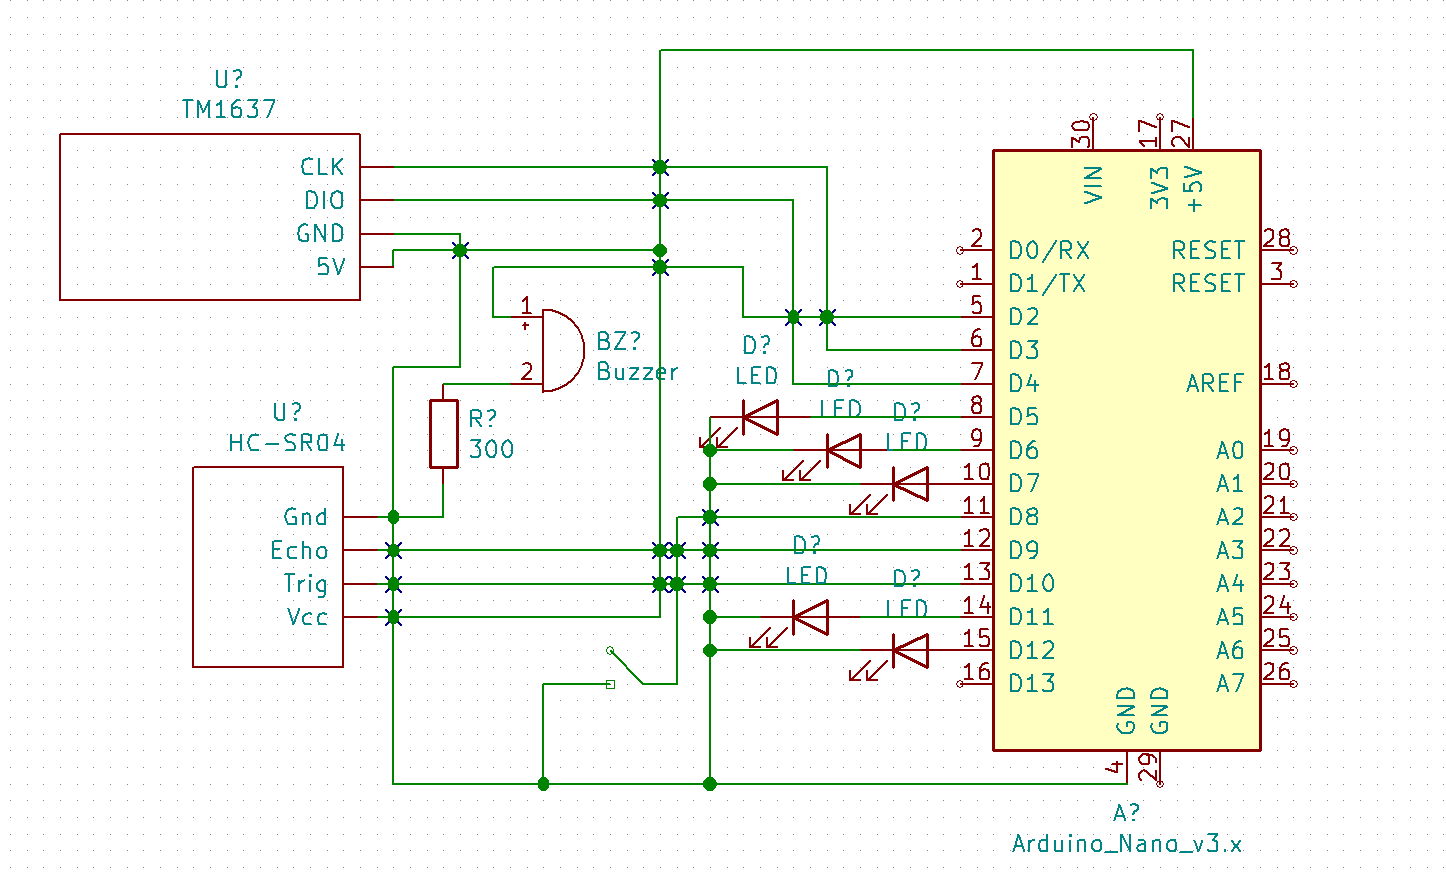 U?
TM1637
CLK
DIO
GND
5V
1
+
2
BZ?
Buzzer
U?
HC-SR04
Gnd
Echo
Trig
Vcc
R?
300
D?
LED
D?
LED
D?
LED
D?
LED
D?
LED
30
17
27
VIN
3V3
+5V
2 D0/RX
1 D1/TX
5 D2
6 D3
7 D4
8 D5
9 D6
10 D7
11 D8
12 D9
13 D10
14 D11
15 D12
16 D13
RESET 28
RESET 3
AREF 18
A0 19
A1 20
A2 21
A3 22
A4 23
A5 24
A6 25
A7 26
GND
GND
4
29
A?
Arduino_Nano_v3.x